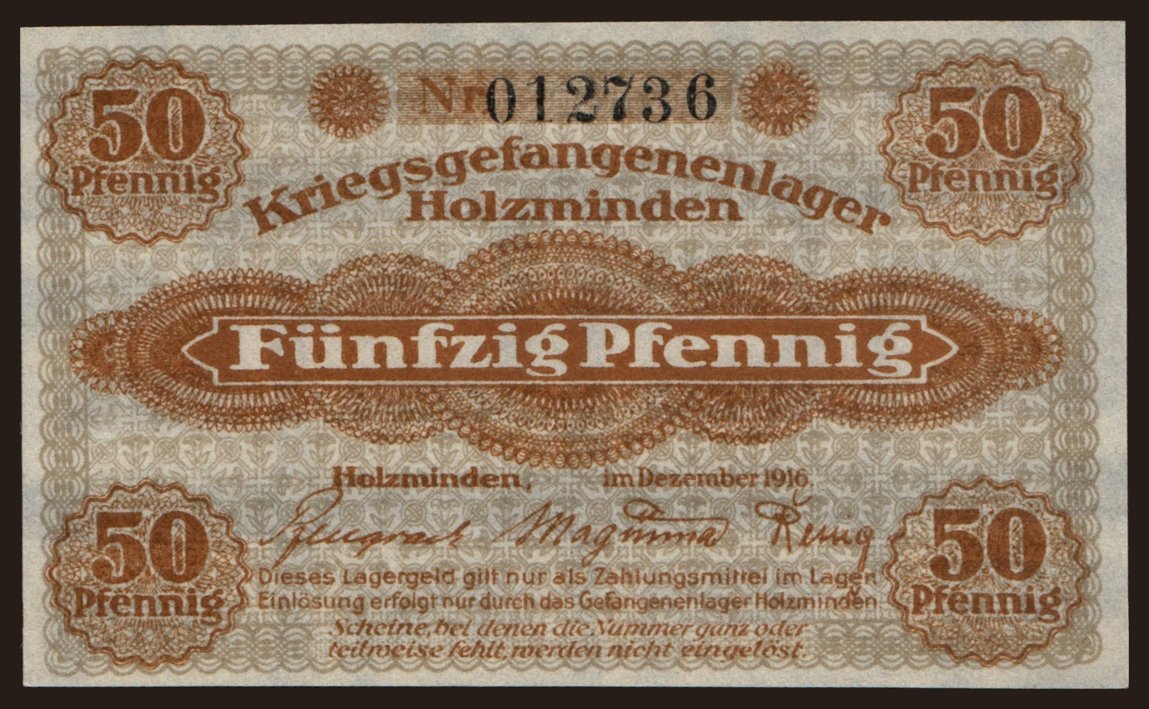 50 Pfennig
Nr. 012736
50 Pfennig
Kriegsgefangenenlager
Holzminden
Fünfzig Pfennig
Holzminden, im Dezember 1916.
50 Pfennig
50 Pfennig
Dieses Lagergeld gilt nur als Zahlungsmittel im Lager.
Einlösung erfolgt nur durch das Gefangenenlager Holzminden.
Scheine, bei denen die Nummer ganz oder
teilweise fehlt, werden nicht eingelöst.